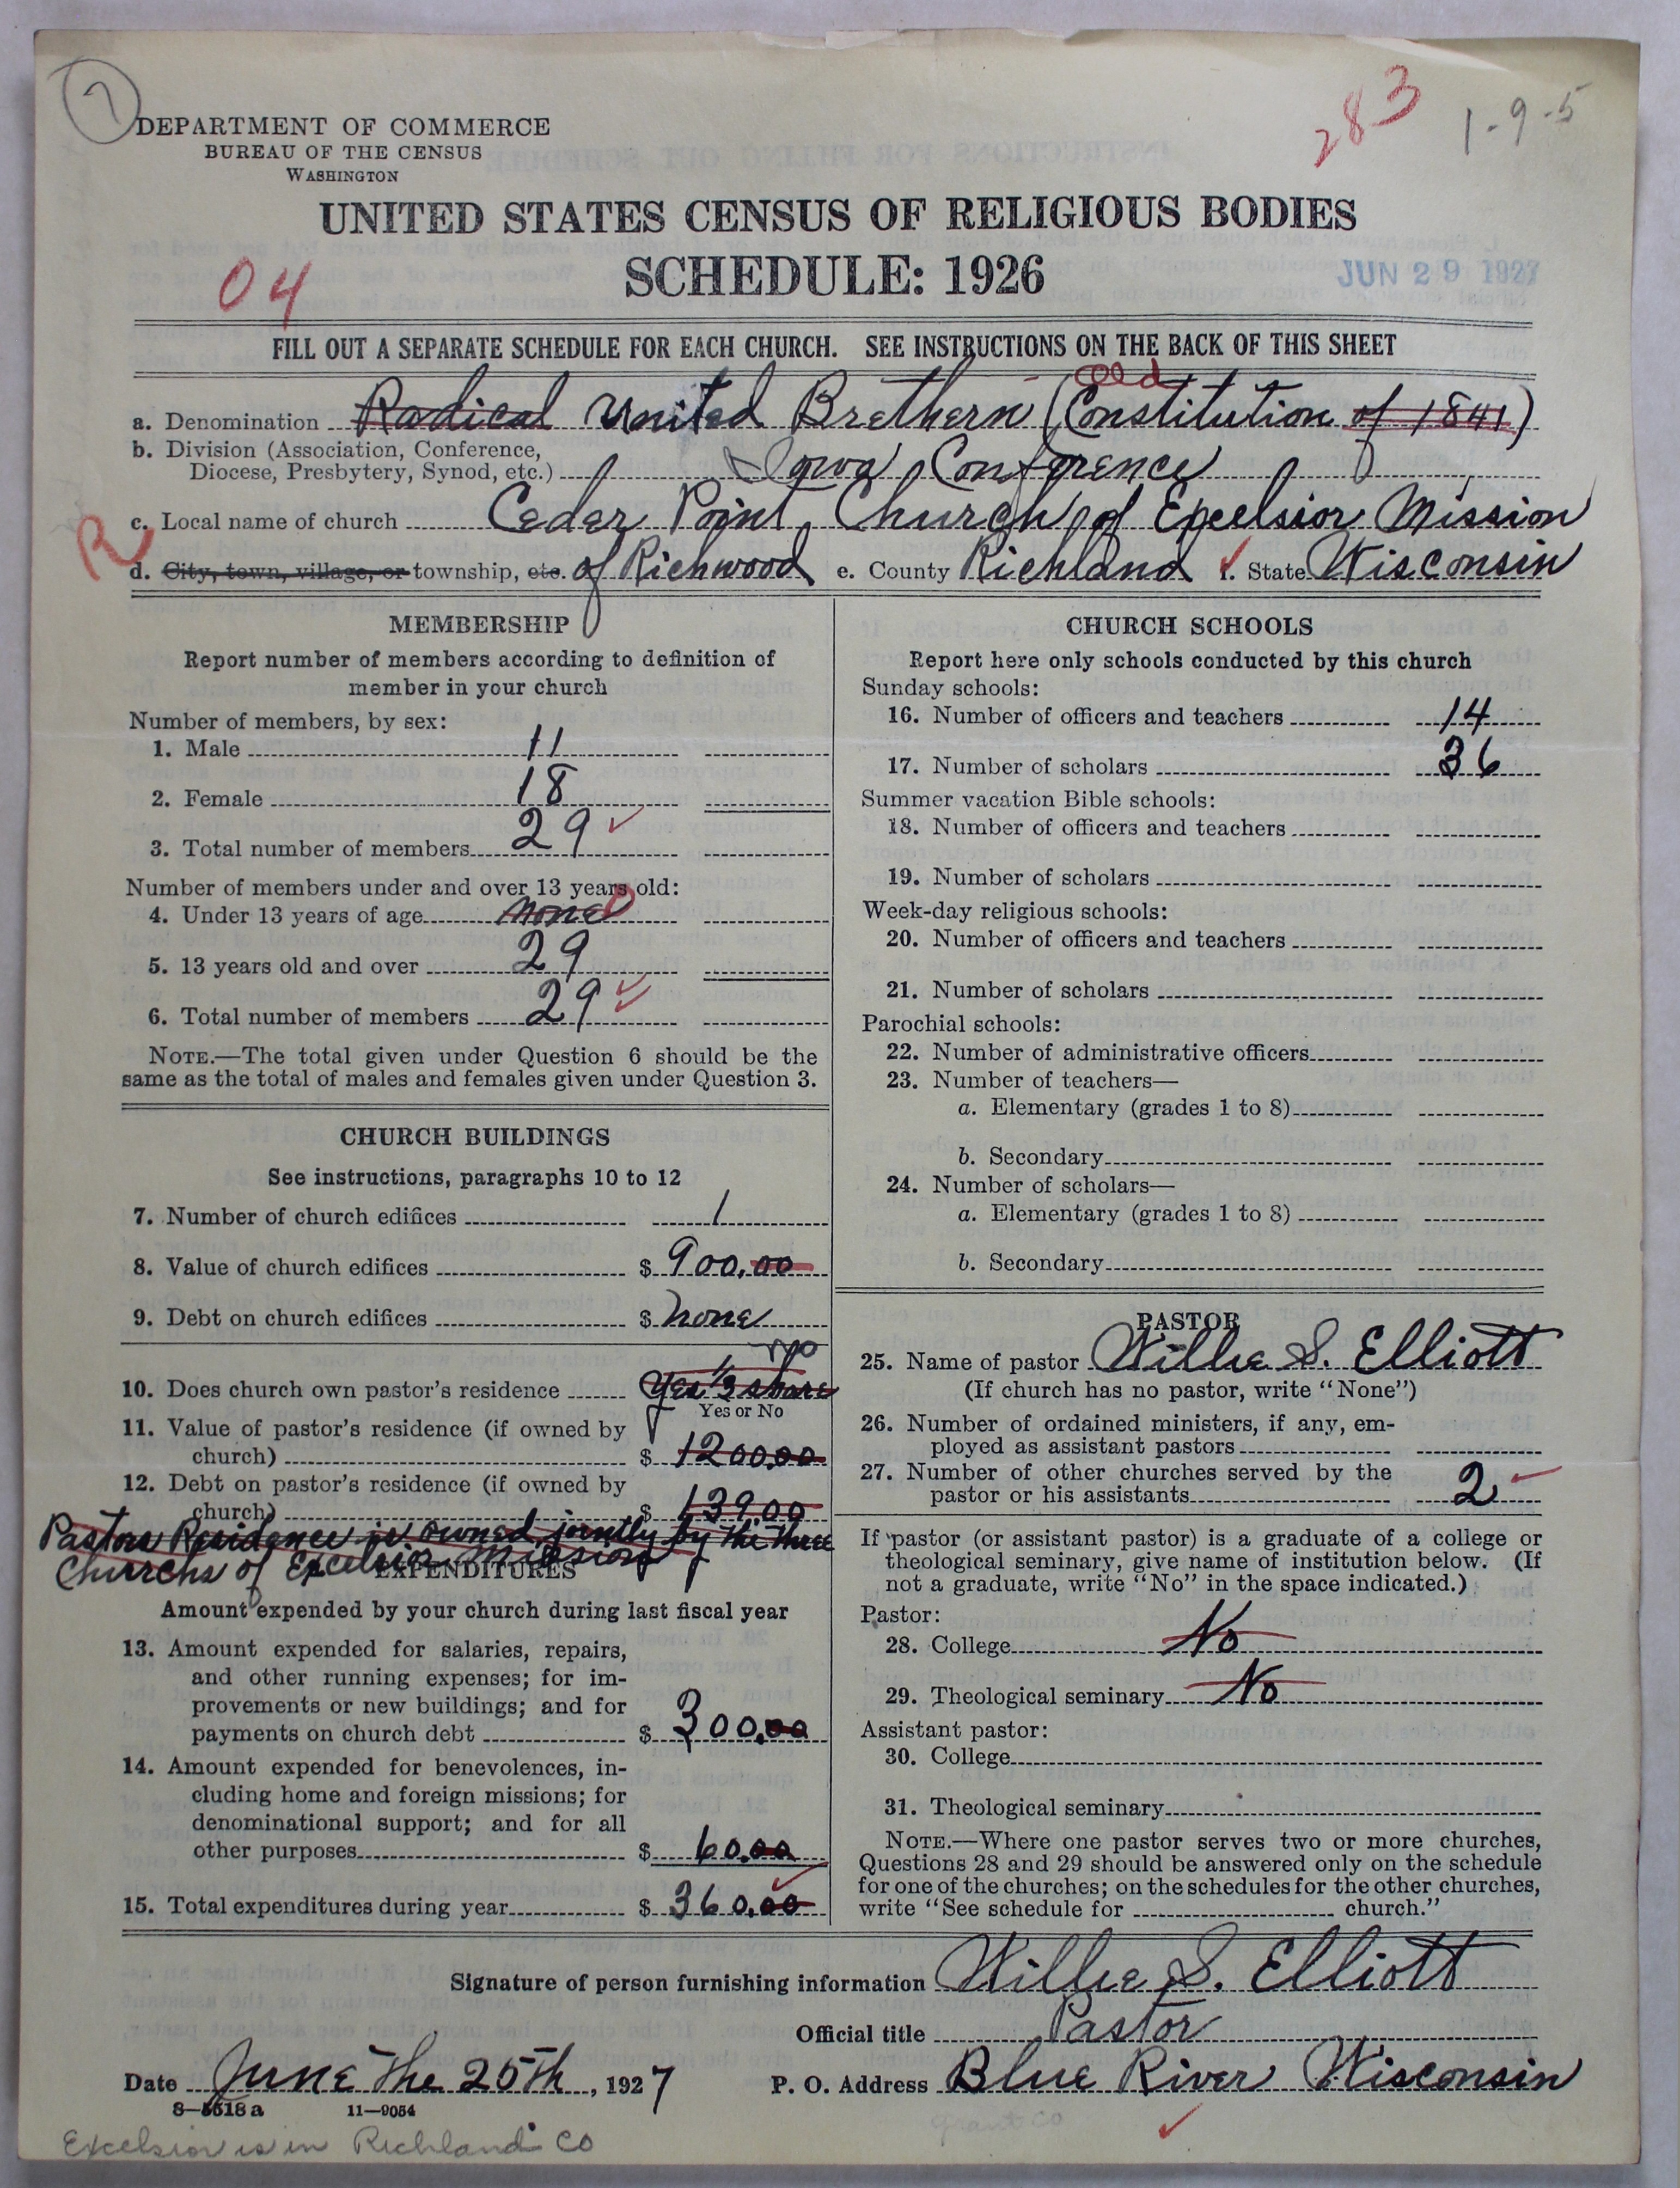 7
283
1-9-5
DEPARTMENT OF COMMERCE
BUREAU OF THE CENSUS
WASHINGTON
UNITED STATES CENSUS OF RELIGIOUS BODIES
SCHEDULE: 1926
04
JUN 29 1927
FILL OUT A SEPARATE SCHEDULE FOR EACH CHURCH. SEE INSTRUCTIONS ON THE BACK OF THIS SHEET
Old
a. Denomination Radical United Brethern (Constitution of 1841)
b. Division (Association, Conference,
Diocese, Presbytery, Synod, etc.) Iowa Conference
c. Local name of church Ceder Point Church of Excelsior Mission
R
d. City, town, village, or township, etc. of Richwood e. County Richland f. State Wisconsin
MEMBERSHIP
Report number of members according to definition of
member in your church
Number of members, by sex:
1. Male 11
2. Female 18
3. Total number of members 29
Number of members under and over 13 years old:
4. Under 13 years of age None 0
5. 13 years old and over 29
6. Total number of members 29
NOTE.—The total given under Question 6 should be the
same as the total of males and females given under Question 3.
CHURCH BUILDINGS
See instructions, paragraphs 10 to 12
7. Number of church edifices 1
8. Value of church edifices $ 900.00
9. Debt on church edifices $ none
no
10. Does church own pastor's residence Yes 1/3 share
Yes or No
11. Value of pastor's residence (if owned by
church) $ 1200.00
12. Debt on pastor's residence (if owned by
church) $ 139.00
Pastors Residence is owned jointly by the three
Churchs of Excelsior Mission
EXPENDITURES
Amount expended by your church during last fiscal year
13. Amount expended for salaries, repairs,
and other running expenses; for im-
provements or new buildings; and for
payments on church debt $ 300.00
14. Amount expended for benevolences, in-
cluding home and foreign missions; for
denominational support; and for all
other purposes $ 60.00
15. Total expenditures during year $ 360.00
CHURCH SCHOOLS
Report here only schools conducted by this church
Sunday schools:
16. Number of officers and teachers 14
17. Number of scholars 36
Summer vacation Bible schools:
18. Number of officers and teachers
19. Number of scholars
Week-day religious schools:
20. Number of officers and teachers
21. Number of scholars
Parochial schools:
22. Number of administrative officers
23. Number of teachers—
a. Elementary (grades 1 to 8)
b. Secondary
24. Number of scholars—
a. Elementary (grades 1 to 8)
b. Secondary
PASTOR
25. Name of pastor Willie S. Elliott
(If church has no pastor, write "None")
26. Number of ordained ministers, if any, em-
ployed as assistant pastors
27. Number of other churches served by the
pastor or his assistants 2
If pastor (or assistant pastor) is a graduate of a college or
theological seminary, give name of institution below. (If
not a graduate, write "No" in the space indicated.)
Pastor:
28. College No
29. Theological seminary No
Assistant pastor:
30. College
31. Theological seminary
NOTE.—Where one pastor serves two or more churches,
Questions 28 and 29 should be answered only on the schedule
for one of the churches; on the schedules for the other churches,
write "See schedule for church."
Signature of person furnishing information Willie S. Elliott
Official title Pastor
Date June the 25th, 1927 P. O. Address Blue River Wisconsin
8—5518a 11—9054
Grant Co
Excelsior is in Richland Co